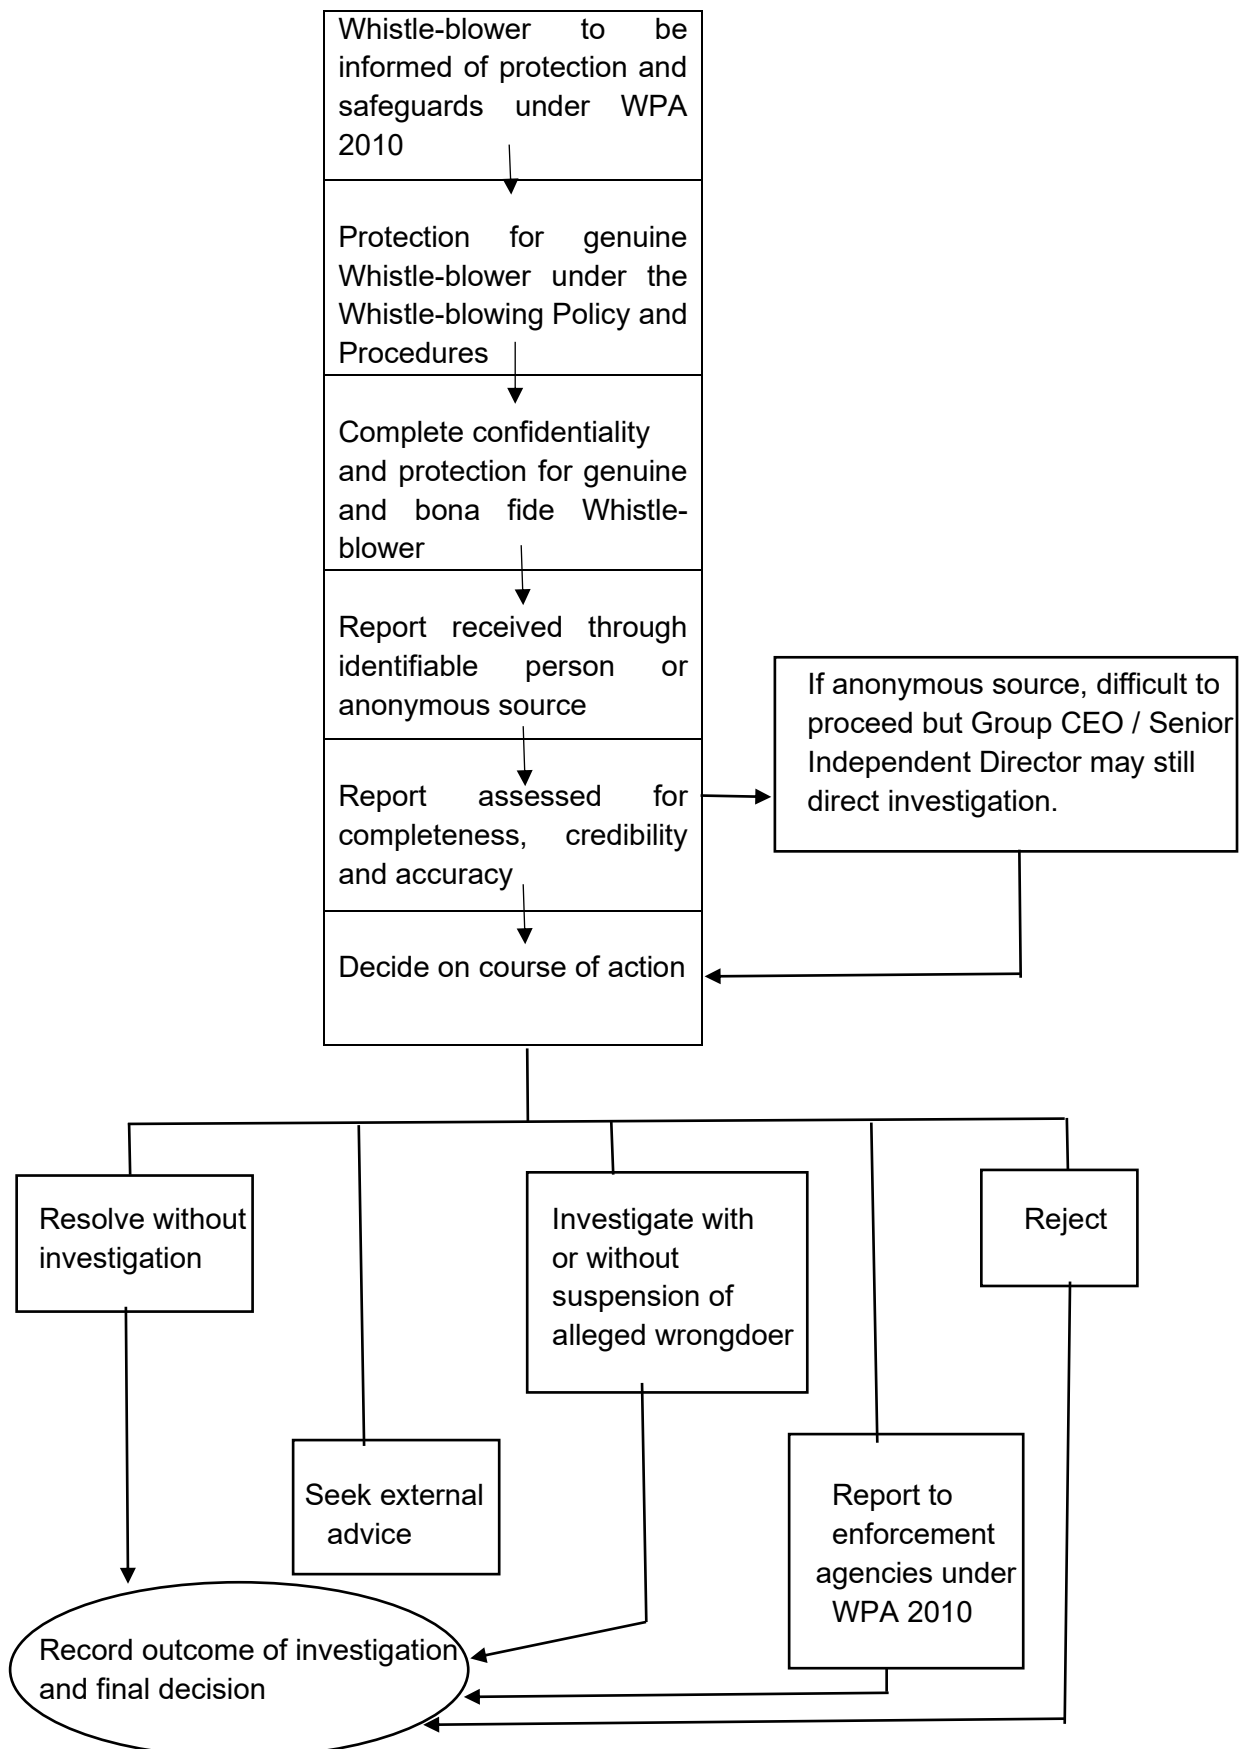 Whistle-blower to be
informed of protection and
safeguards under WPA
2010
Protection for genuine
Whistle-blower under the
Whistle-blowing Policy and
Procedures
Complete confidentiality
and protection for genuine
and bona fide Whistle-
blower
Report received through
identifiable person or
anonymous source
If anonymous source, difficult to
proceed but Group CEO / Senior
Independent Director may still
direct investigation.
Report assessed for
completeness, credibility
and accuracy
Decide on course of action
Resolve without
investigation
Investigate with
or without
suspension of
alleged wrongdoer
Reject
Seek external
advice
Report to
enforcement
agencies under
WPA 2010
Record outcome of investigation
and final decision